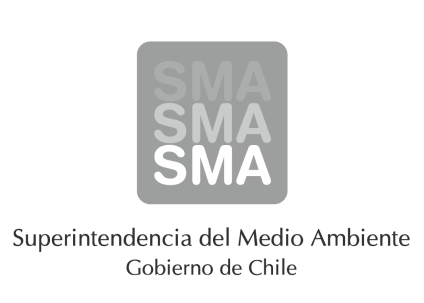 SMA
SMA
SMA
Superintendencia del Medio Ambiente
Gobierno de Chile